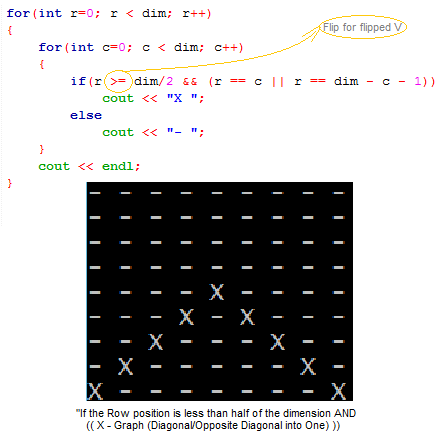 for(int r=0; r < dim; r++)
{
Flip for flipped V
for(int c=0; c < dim; c++)
{
if(r >= dim/2 && (r == c || r == dim - c - 1))
cout << "X ";
else
cout << "- ";
}
cout << endl;
}
- - - - - - - - -
- - - - - - - - -
- - - - - - - - -
- - - - - - - - -
- - - - X - - - -
- - - X - X - - -
- - X - - - X - -
- X - - - - - X -
X - - - - - - - X
"If the Row position is less than half of the dimension AND
(( X - Graph (Diagonal/Opposite Diagonal into One) ))